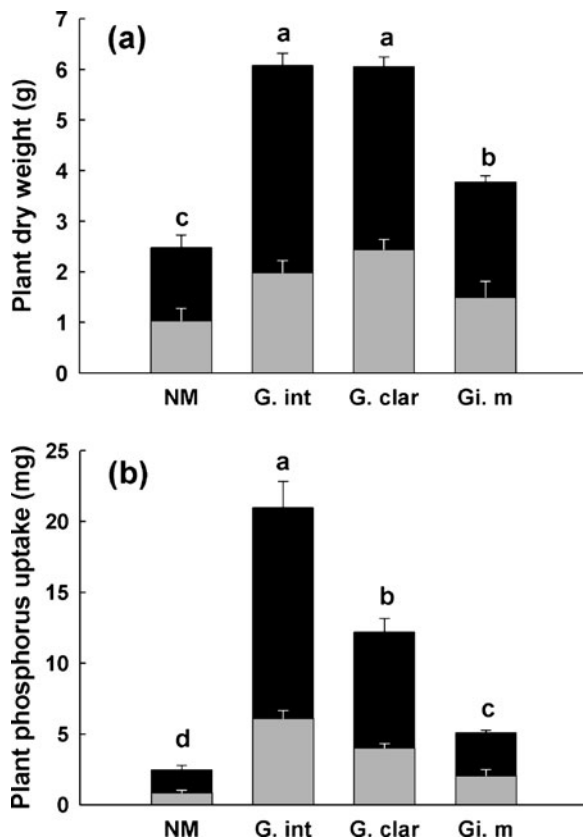 (a)
Plant dry weight (g)
7
6
5
4
3
2
1
0
c
a
a
b
NM G. int G. clar Gi. m
(b)
Plant phosphorus uptake (mg)
25
20
15
10
5
0
d
a
b
c
NM G. int G. clar Gi. m